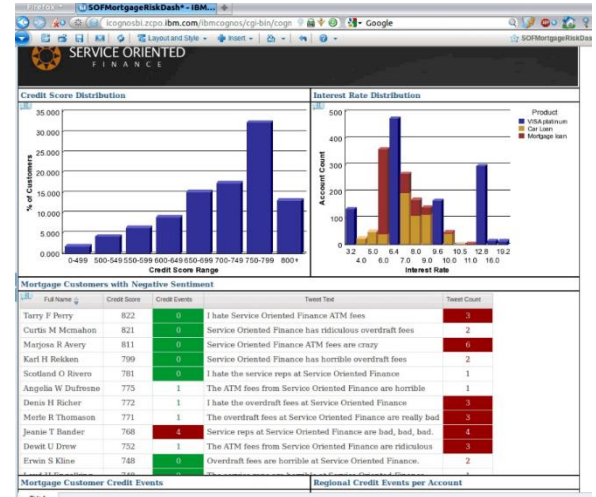 SOFMortgageRiskDash* - IBM...
icognosbi.zcpo.ibm.com/ibmcognos/cgi-bin/cogn
Google
Layout and Style
Insert
SOFMortgageRiskDas
SERVICE ORIENTED
FINANCE
Credit Score Distribution
Interest Rate Distribution
35.000
30.000
25.000
20.000
15.000
10.000
5.000
0.000
% of Customers
0-499 500-549 550-599 600-649 650-699 700-749 750-799 800+
Credit Score Range
500
400
300
200
100
0
Account Count
3.2 5.0 6.4 8.0 9.6 10.5 12.8 19.2
4.0 6.0 7.0 9.0 10.0 11.0 16.0
Interest Rate
Product
VISA platinum
Car Loan
Mortgage loan
Mortgage Customers with Negative Sentiment
Full Name Credit Score Credit Events Tweet Text Tweet Count
Tarry F Perry 822 0 I hate Service Oriented Finance ATM fees 3
Curtis M Mcmahon 821 0 Service Oriented Finance has ridiculous overdraft fees 2
Marjosa R Avery 811 0 Service Oriented Finance ATM fees are crazy 6
Karl H Rekken 799 0 Service Oriented Finance has horrible overdraft fees 2
Scotland O Rivero 781 0 I hate the service reps at Service Oriented Finance 1
Angelia W Dufresne 775 1 The ATM fees from Service Oriented Finance are horrible 1
Denis H Richer 772 1 I hate the overdraft fees at Service Oriented Finance 3
Merle R Thomason 771 1 The overdraft fees at Service Oriented Finance are really bad 3
Jeanie T Bander 768 4 Service reps at Service Oriented Finance are bad, bad, bad. 4
Dewit U Drew 752 1 The ATM fees from Service Oriented Finance are ridiculous 3
Erwin S Kline 748 0 Overdraft fees are horrible at Service Oriented Finance. 2
Mortgage Customer Credit Events
Regional Credit Events per Account